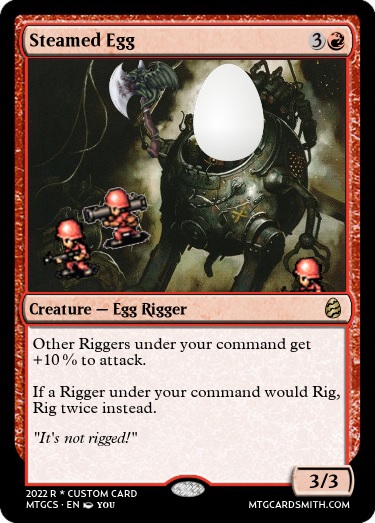 Steamed Egg 3
Creature — Egg Rigger
Other Riggers under your command get
+10% to attack.
If a Rigger under your command would Rig,
Rig twice instead.
"It's not rigged!"
3/3
2022 R * CUSTOM CARD
MTGCS · EN YOU
MTGCARDSMITH.COM